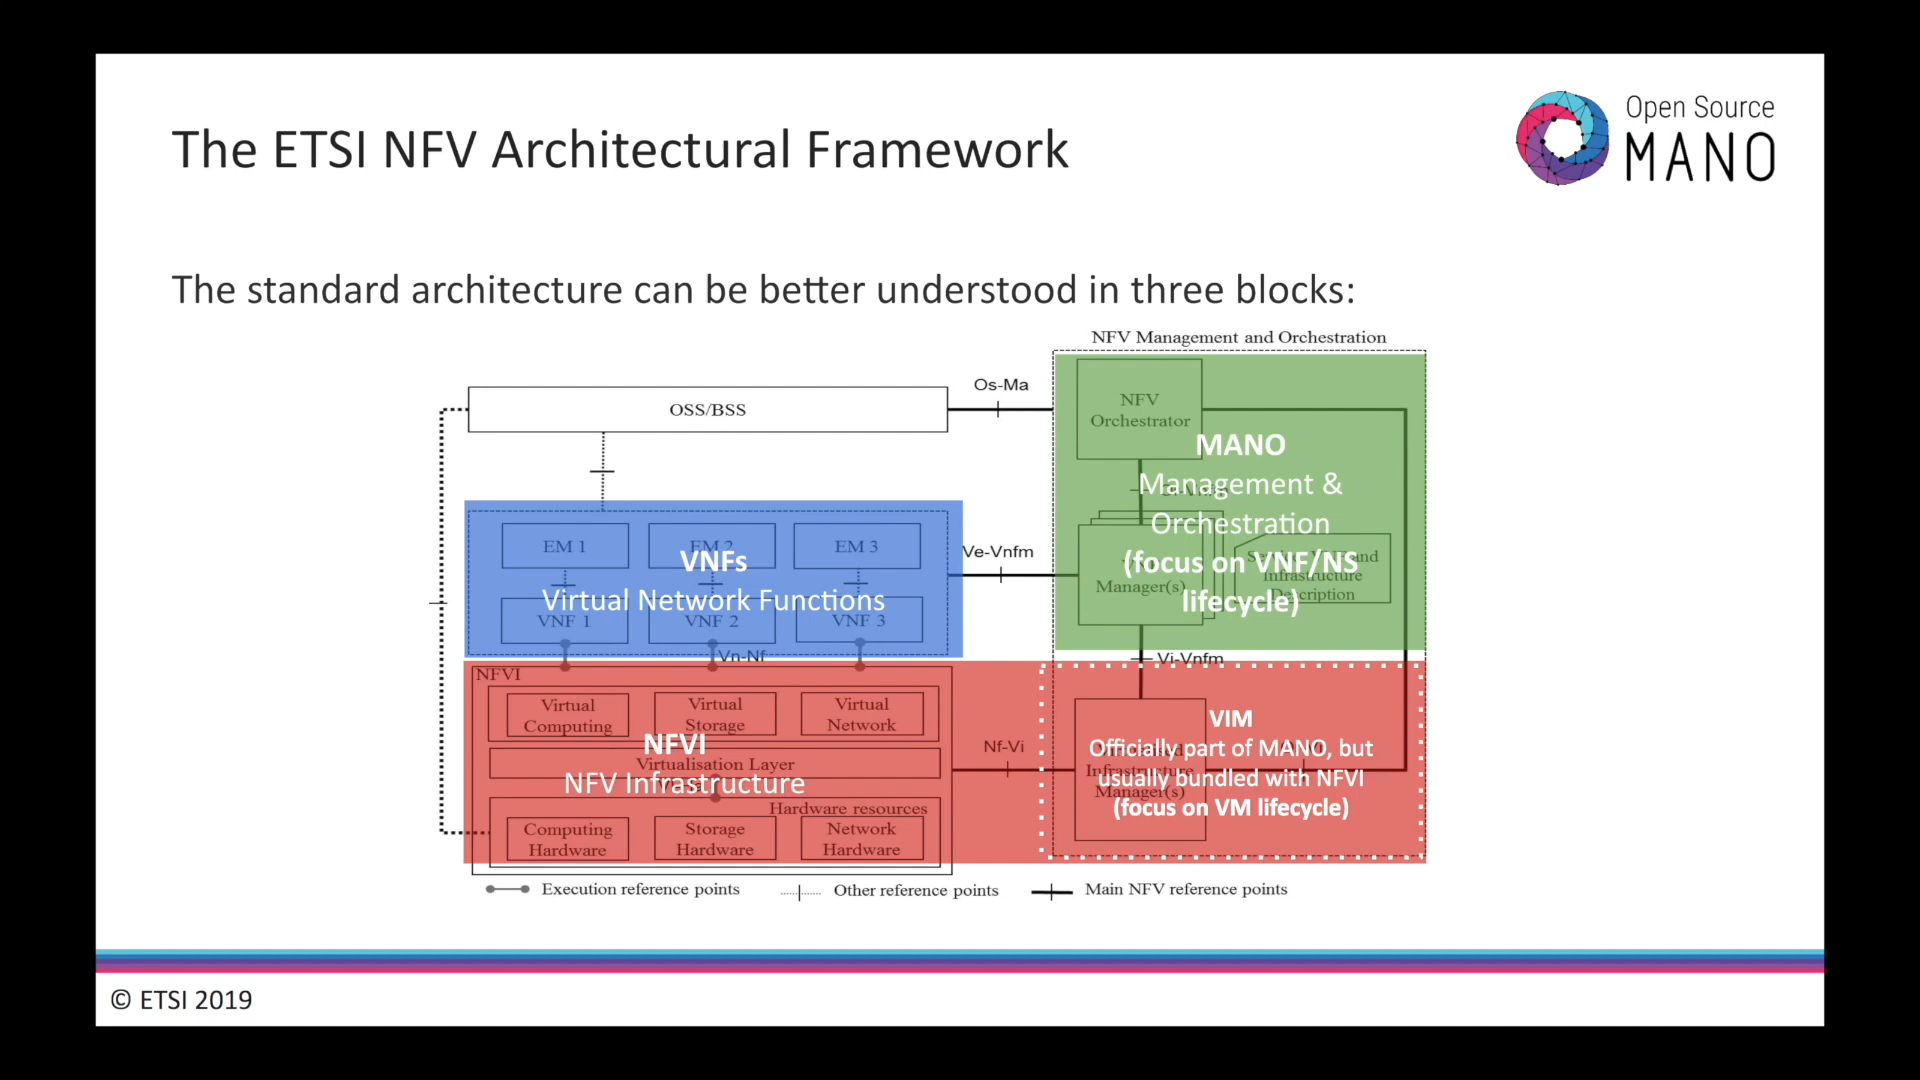 The ETSI NFV Architectural Framework
Open Source
MANO
The standard architecture can be better understood in three blocks:
NFV Management and Orchestration
OSS/BSS
Os-Ma
NFV
Orchestrator
MANO
Management &
Orchestration
(focus on VNF/NS
lifecycle)
Manager(s)
Infrastructure
Description
EM 1
EM 2
EM 3
VNFs
Virtual Network Functions
VNF 1
VNF 2
VNF 3
Ve-Vnfm
Vn-Nf
Vi-Vnfm
NFVI
Virtual
Computing
Virtual
Storage
Virtual
Network
NFVI
Virtualisation Layer
NFV Infrastructure
Hardware resources
Computing
Hardware
Storage
Hardware
Network
Hardware
Nf-Vi
VIM
Officially part of MANO, but
usually bundled with NFVI
(focus on VM lifecycle)
Infrastructure
Manager(s)
Execution reference points
Other reference points
Main NFV reference points
© ETSI 2019